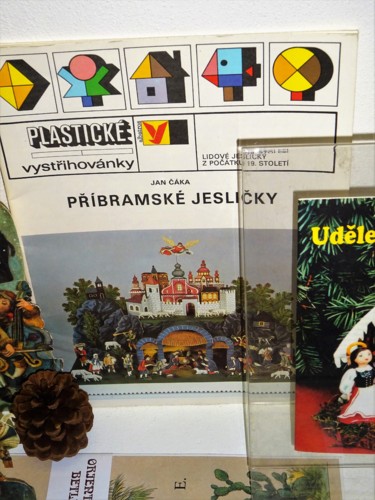 PLASTICKÉ
vystřihovánky
LIDOVÉ JESLIČKY
Z POČÁTKU 19. STOLETÍ
JAN ČÁKA
PŘÍBRAMSKÉ JESLIČKY
Uděle
E.